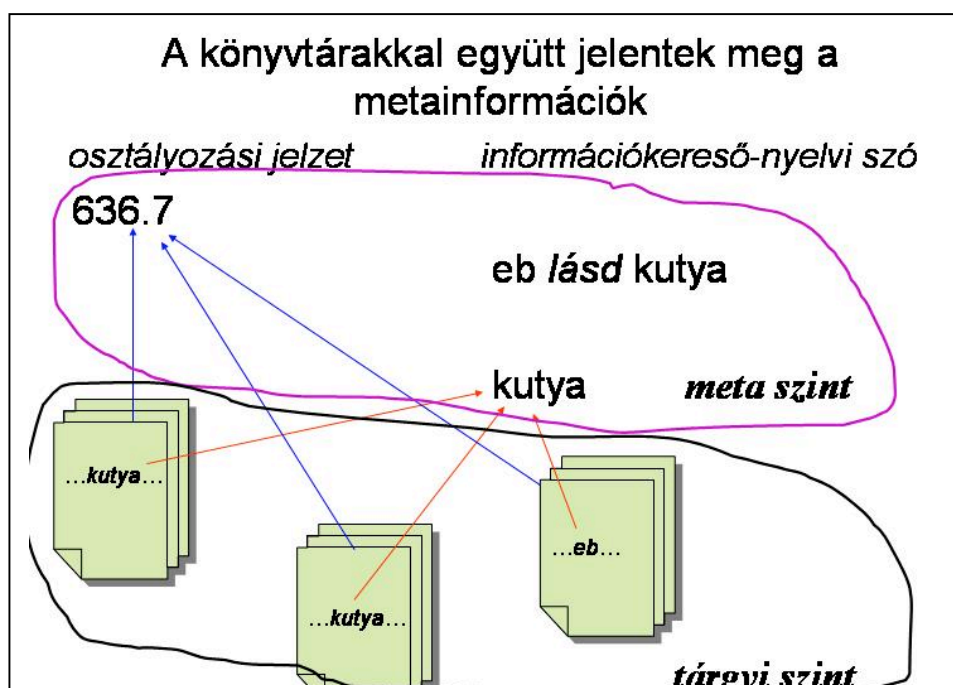 A könyvtárakkal együtt jelentek meg a
metainformációk
osztályozási jelzet
információkereső-nyelvi szó
636.7
eb lásd kutya
kutya
meta szint
...kutya...
...eb...
...kutya...
tárgyi szint